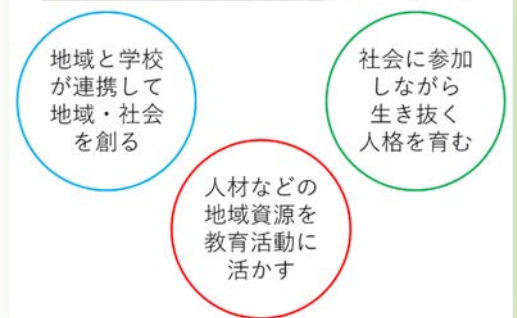 地域と学校
が連携して
地域・社会
を創る
社会に参加
しながら
生き抜く
人格を育む
人材などの
地域資源を
教育活動に
活かす